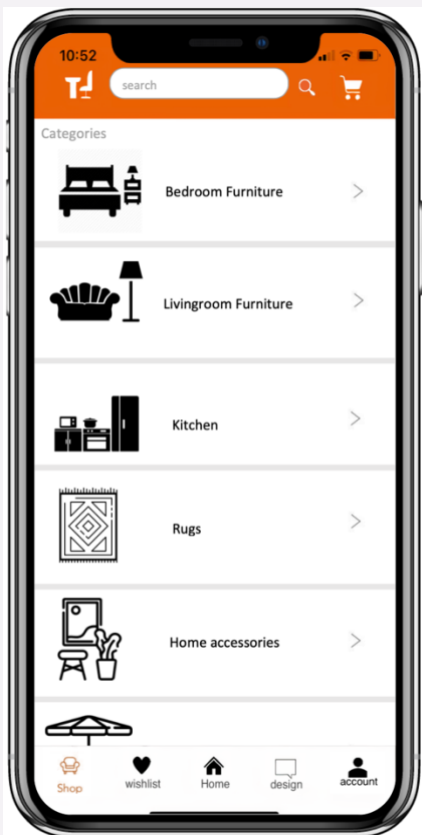 10:52
T
search
Categories
Bedroom Furniture
Livingroom Furniture
Kitchen
Rugs
Home accessories
Shop
wishlist
Home
design
account